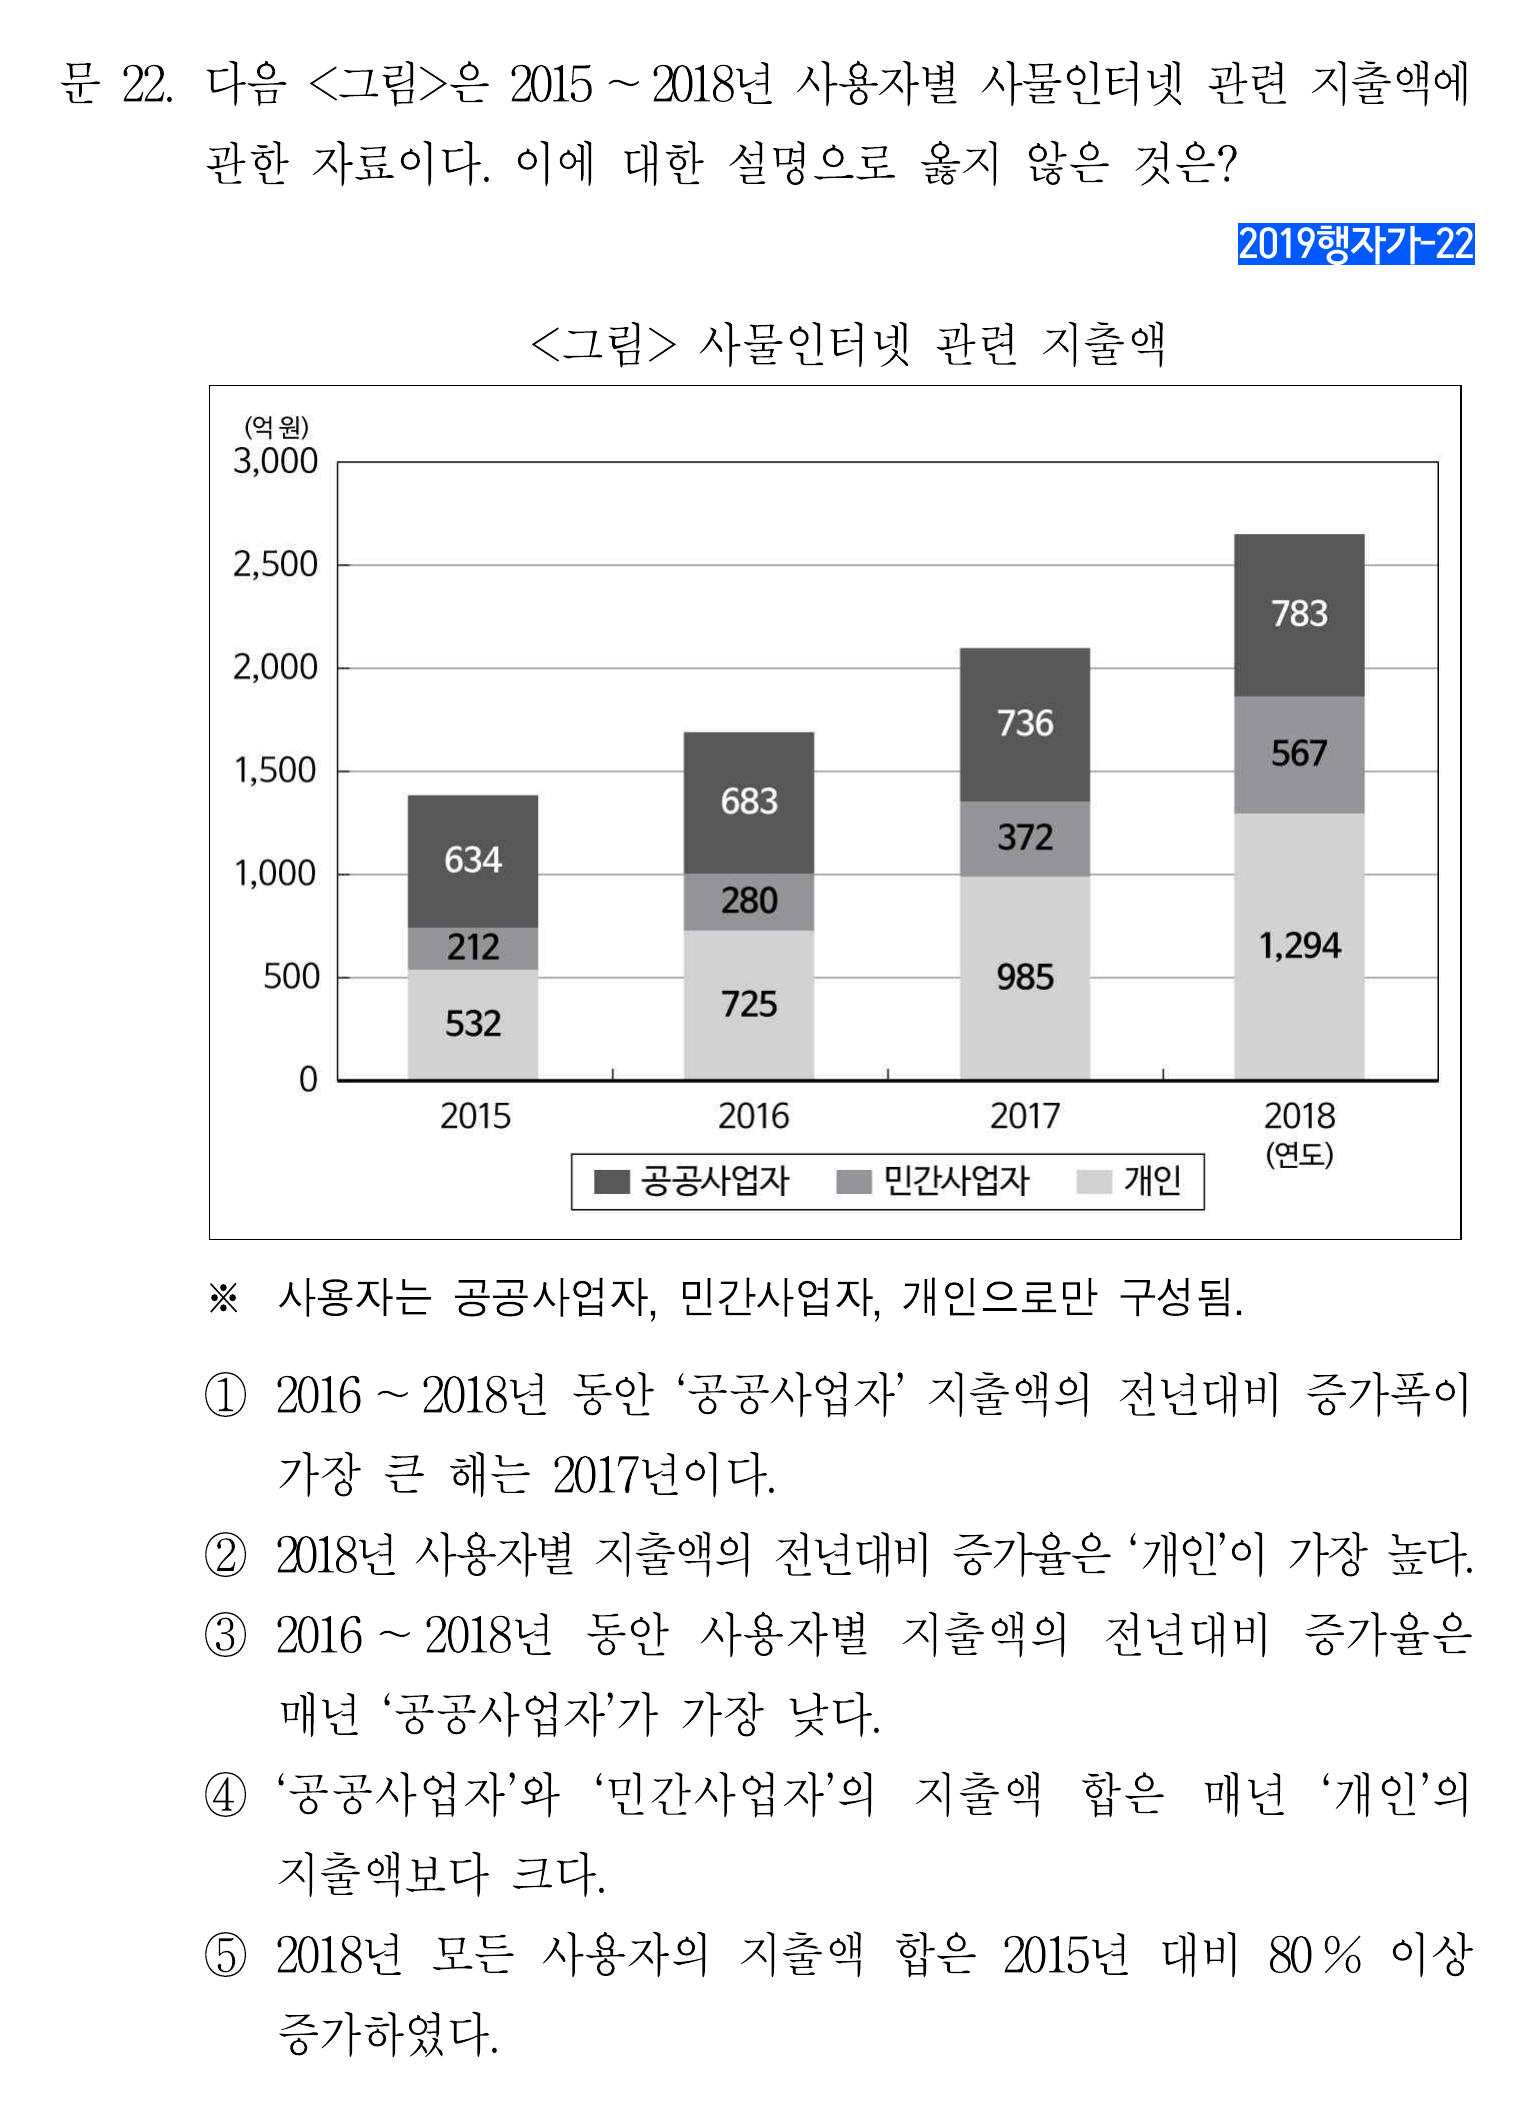 문 22. 다음 <그림>은 2015 ~ 2018년 사용자별 사물인터넷 관련 지출액에
관한 자료이다. 이에 대한 설명으로 옳지 않은 것은?
2019행자가-22
<그림> 사물인터넷 관련 지출액
(억 원)
3,000
2,500
2,000
1,500
1,000
500
0
634
212
532
683
280
725
736
372
985
783
567
1,294
2015 2016 2017 2018
(연도)
공공사업자 민간사업자 개인
※ 사용자는 공공사업자, 민간사업자, 개인으로만 구성됨.
① 2016 ~ 2018년 동안 ‘공공사업자’ 지출액의 전년대비 증가폭이
가장 큰 해는 2017년이다.
② 2018년 사용자별 지출액의 전년대비 증가율은 ‘개인’이 가장 높다.
③ 2016 ~ 2018년 동안 사용자별 지출액의 전년대비 증가율은
매년 ‘공공사업자’가 가장 낮다.
④ ‘공공사업자’와 ‘민간사업자’의 지출액 합은 매년 ‘개인’의
지출액보다 크다.
⑤ 2018년 모든 사용자의 지출액 합은 2015년 대비 80 % 이상
증가하였다.